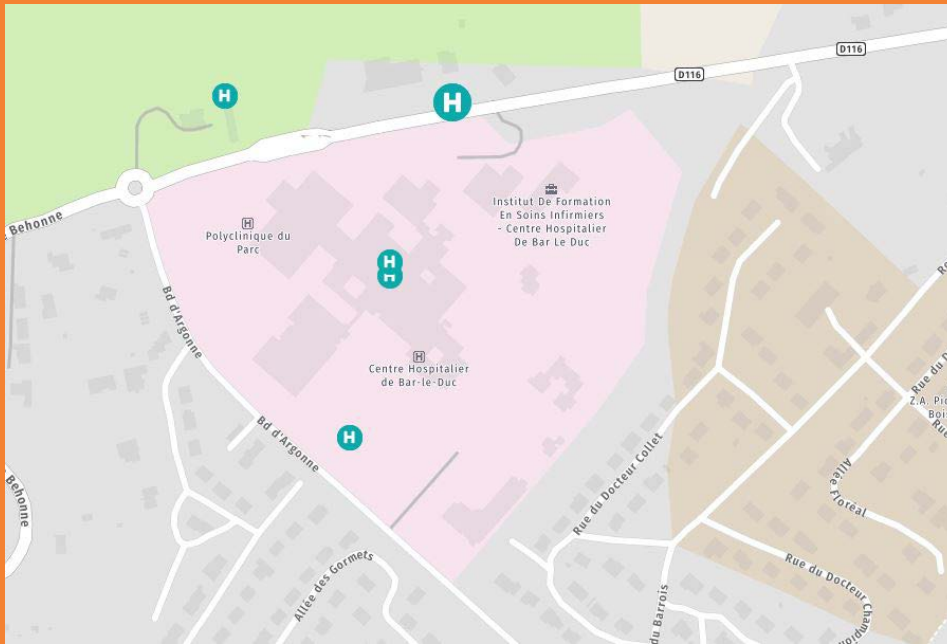 D116
D116
H
H
Behonne
Institut De Formation
En Soins Infirmiers
- Centre Hospitalier
De Bar Le Duc
H
Polyclinique du
Parc
H
H
Bd d'Argonne
H
Centre Hospitalier
de Bar-le-Duc
Bd d'Argonne
H
Rue du Docteur Collet
Z.A.
Allée
Floréal
Behonne
Allée des Gormets
Rue du Docteur
du Barrois